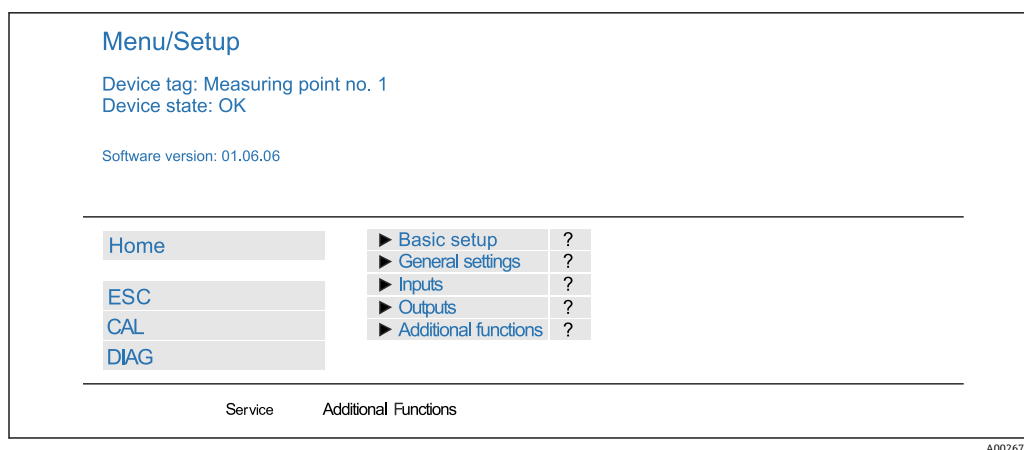 Menu/Setup
Device tag: Measuring point no. 1
Device state: OK
Software version: 01.06.06
Home
ESC
CAL
DIAG
► Basic setup ?
► General settings ?
► Inputs ?
► Outputs ?
► Additional functions ?
Service Additional Functions
A00267